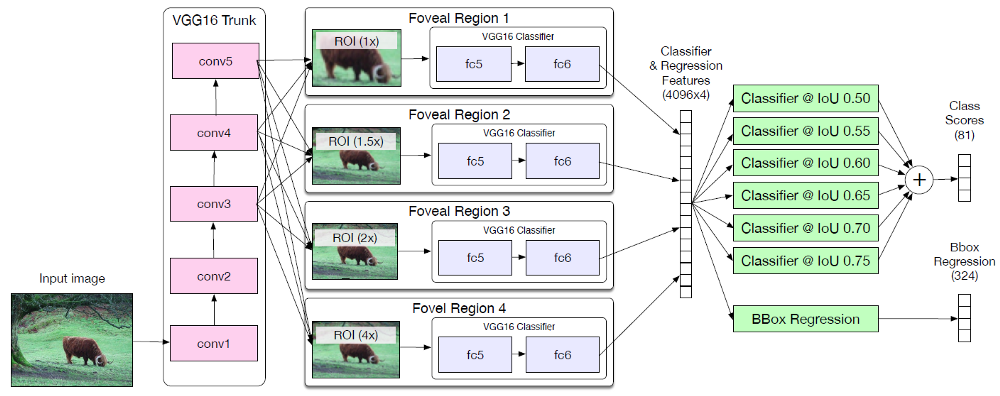 Input image
VGG16 Trunk
conv5
conv4
conv3
conv2
conv1
Foveal Region 1
ROI (1x)
VGG16 Classifier
fc5
fc6
Foveal Region 2
ROI (1.5x)
VGG16 Classifier
fc5
fc6
Foveal Region 3
ROI (2x)
VGG16 Classifier
fc5
fc6
Fovel Region 4
ROI (4x)
VGG16 Classifier
fc5
fc6
Classifier
& Regression
Features
(4096x4)
Classifier @ IoU 0.50
Classifier @ IoU 0.55
Classifier @ IoU 0.60
Classifier @ IoU 0.65
Classifier @ IoU 0.70
Classifier @ IoU 0.75
BBox Regression
+
Class
Scores
(81)
Bbox
Regression
(324)